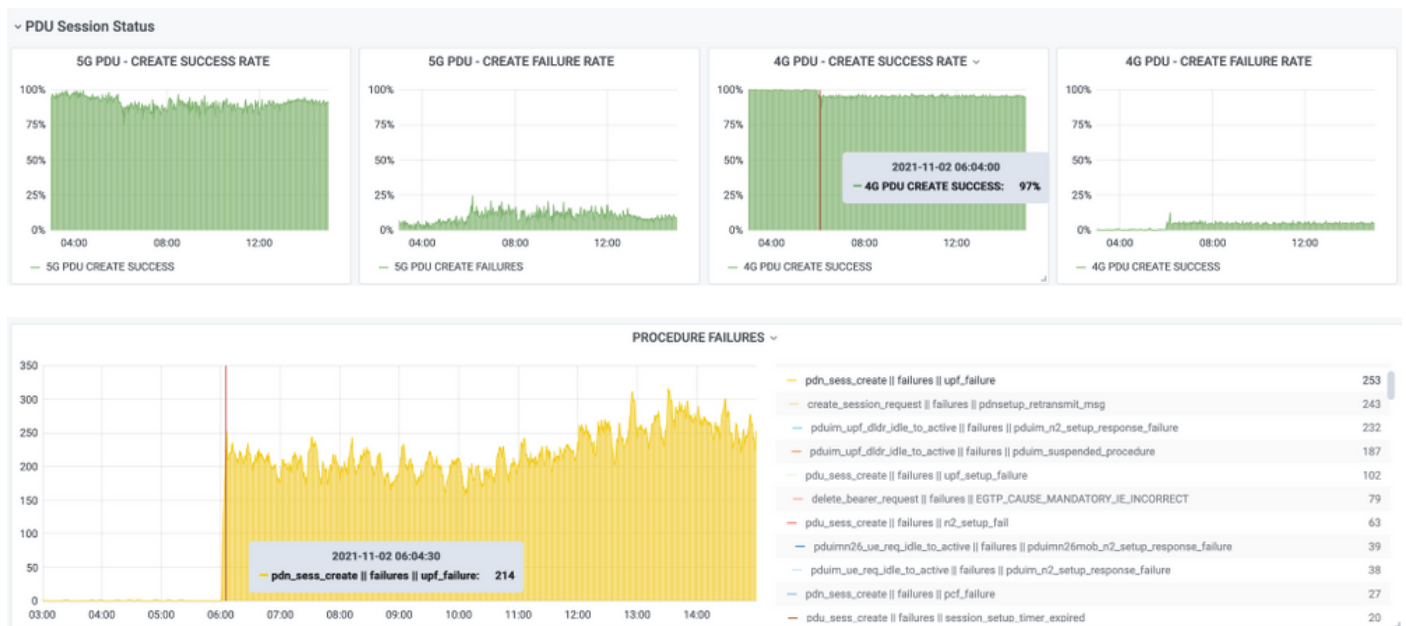 PDU Session Status
5G PDU - CREATE SUCCESS RATE
100%
75%
50%
25%
0%
04:00 08:00 12:00
5G PDU CREATE SUCCESS
5G PDU - CREATE FAILURE RATE
100%
75%
50%
25%
0%
04:00 08:00 12:00
5G PDU CREATE FAILURES
4G PDU - CREATE SUCCESS RATE
100%
75%
50%
25%
0%
2021-11-02 06:04:00
4G PDU CREATE SUCCESS: 97%
04:00 08:00 12:00
4G PDU CREATE SUCCESS
4G PDU - CREATE FAILURE RATE
100%
75%
50%
25%
0%
04:00 08:00 12:00
4G PDU CREATE SUCCESS
PROCEDURE FAILURES
350
300
250
200
150
100
50
0
2021-11-02 06:04:30
pdn_sess_create || failures || upf_failure: 214
03:00 04:00 05:00 06:00 07:00 08:00 09:00 10:00 11:00 12:00 13:00 14:00
pdn_sess_create || failures || upf_failure 253
create_session_request || failures || pdnsetup_retransmit_msg 243
pduim_upf_dldr_idle_to_active || failures || pduim_n2_setup_response_failure 232
pduim_upf_dldr_idle_to_active || failures || pduim_suspended_procedure 187
pdu_sess_create || failures || upf_setup_failure 102
delete_bearer_request || failures || EGTP_CAUSE_MANDATORY_IE_INCORRECT 79
pdu_sess_create || failures || n2_setup_fail 63
pduimn26_ue_req_idle_to_active || failures || pduimn26mob_n2_setup_response_failure 39
pduim_ue_req_idle_to_active || failures || pduim_n2_setup_response_failure 38
pdn_sess_create || failures || pcf_failure 27
pdu_sess_create || failures || session_setup_timer_expired 20